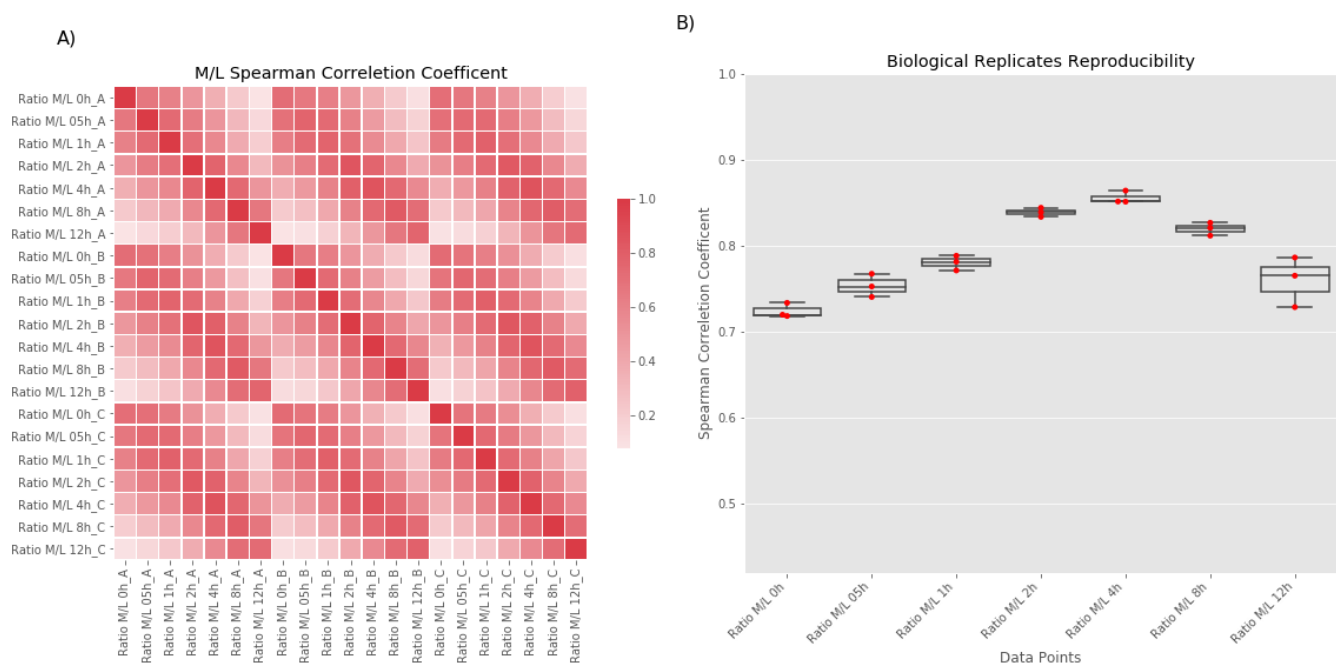 A)
M/L Spearman Correletion Coefficent
Ratio M/L 0h_A
Ratio M/L 05h_A
Ratio M/L 1h_A
Ratio M/L 2h_A
Ratio M/L 4h_A
Ratio M/L 8h_A
Ratio M/L 12h_A
Ratio M/L 0h_B
Ratio M/L 05h_B
Ratio M/L 1h_B
Ratio M/L 2h_B
Ratio M/L 4h_B
Ratio M/L 8h_B
Ratio M/L 12h_B
Ratio M/L 0h_C
Ratio M/L 05h_C
Ratio M/L 1h_C
Ratio M/L 2h_C
Ratio M/L 4h_C
Ratio M/L 8h_C
Ratio M/L 12h_C
Ratio M/L 0h_A
Ratio M/L 05h_A
Ratio M/L 1h_A
Ratio M/L 2h_A
Ratio M/L 4h_A
Ratio M/L 8h_A
Ratio M/L 12h_A
Ratio M/L 0h_B
Ratio M/L 05h_B
Ratio M/L 1h_B
Ratio M/L 2h_B
Ratio M/L 4h_B
Ratio M/L 8h_B
Ratio M/L 12h_B
Ratio M/L 0h_C
Ratio M/L 05h_C
Ratio M/L 1h_C
Ratio M/L 2h_C
Ratio M/L 4h_C
Ratio M/L 8h_C
Ratio M/L 12h_C
1.0
0.8
0.6
0.4
0.2
B)
Biological Replicates Reproducibility
Spearman Correletion Coefficent
1.0
0.9
0.8
0.7
0.6
0.5
Ratio M/L 0h
Ratio M/L 05h
Ratio M/L 1h
Ratio M/L 2h
Ratio M/L 4h
Ratio M/L 8h
Ratio M/L 12h
Data Points